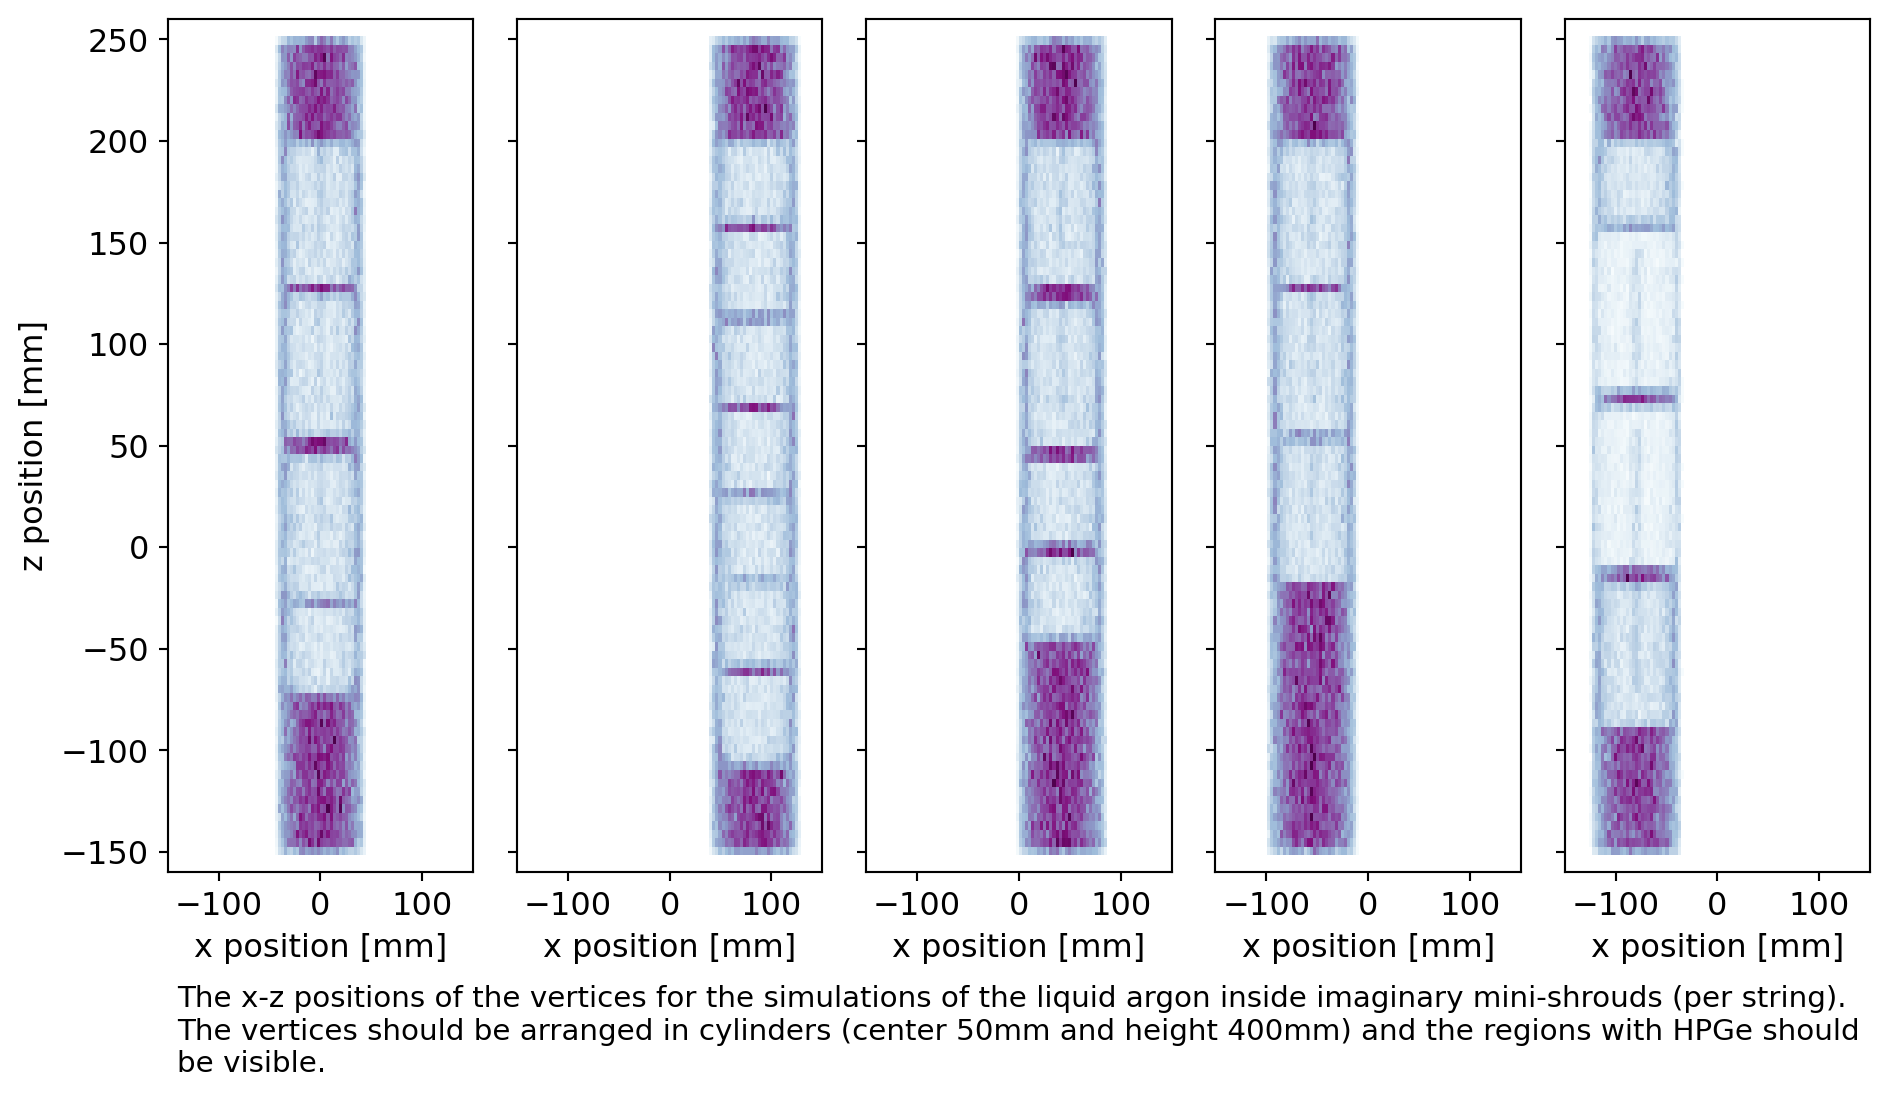 250
200
150
100
50
0
−50
−100
−150
z position [mm]
−100 0 100
−100 0 100
−100 0 100
−100 0 100
−100 0 100
x position [mm]
x position [mm]
x position [mm]
x position [mm]
x position [mm]
The x-z positions of the vertices for the simulations of the liquid argon inside imaginary mini-shrouds (per string).
The vertices should be arranged in cylinders (center 50mm and height 400mm) and the regions with HPGe should
be visible.